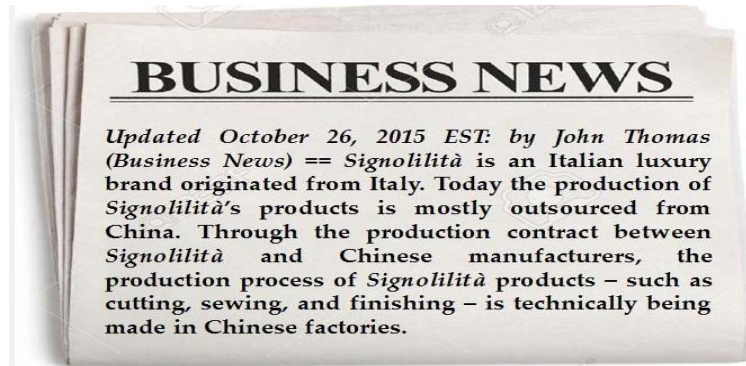 BUSINESS NEWS
Updated October 26, 2015 EST: by John Thomas
(Business News) == Signolilità is an Italian luxury
brand originated from Italy. Today the production of
Signolilità's products is mostly outsourced from
China. Through the production contract between
Signolilità and Chinese manufacturers, the
production process of Signolilità products – such as
cutting, sewing, and finishing – is technically being
made in Chinese factories.